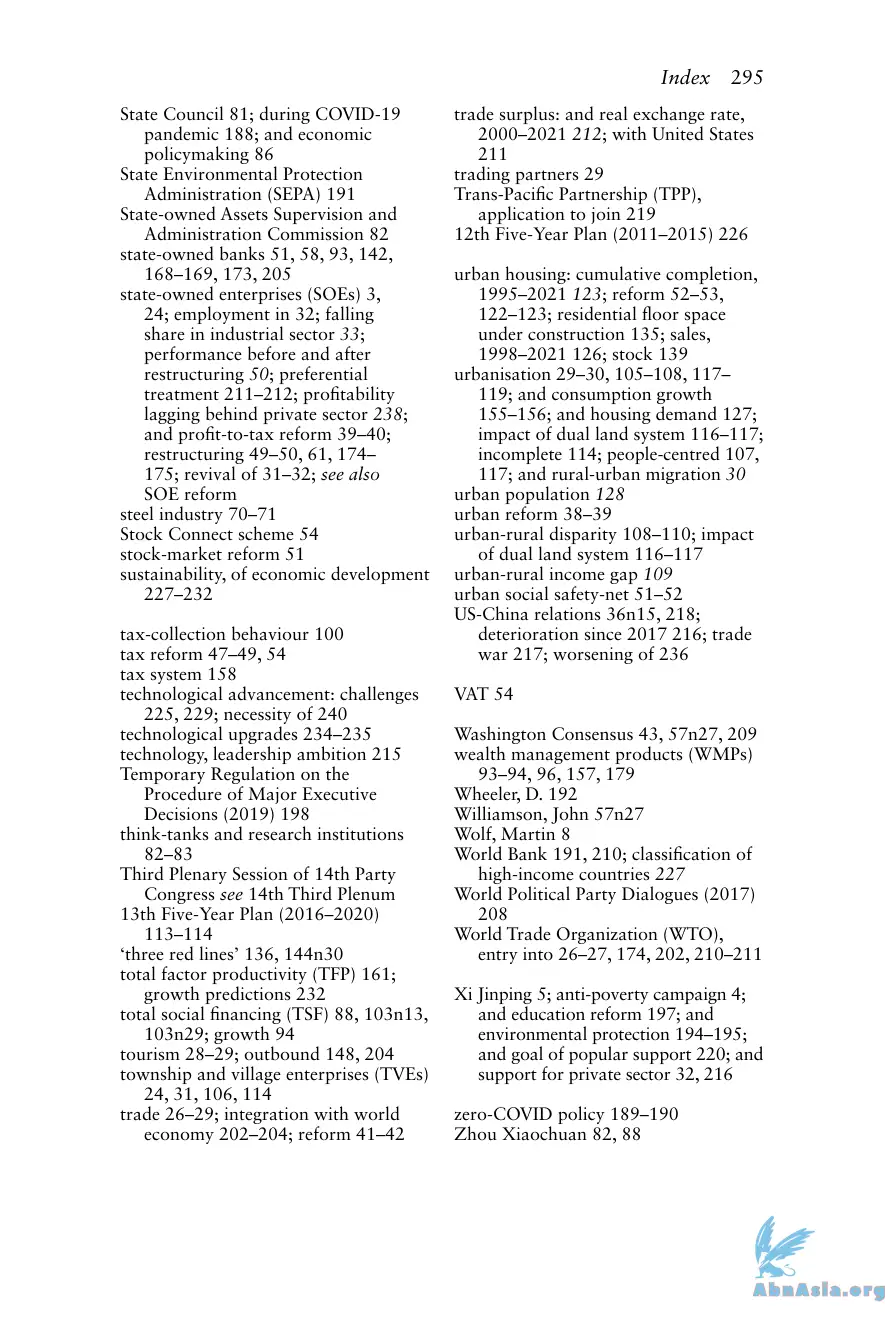 Index 295
State Council 81; during COVID-19
pandemic 188; and economic
policymaking 86
State Environmental Protection
Administration (SEPA) 191
State-owned Assets Supervision and
Administration Commission 82
state-owned banks 51, 58, 93, 142,
168–169, 173, 205
state-owned enterprises (SOEs) 3,
24; employment in 32; falling
share in industrial sector 33;
performance before and after
restructuring 50; preferential
treatment 211–212; profitability
lagging behind private sector 238;
and profit-to-tax reform 39–40;
restructuring 49–50, 61, 174–
175; revival of 31–32; see also
SOE reform
steel industry 70–71
Stock Connect scheme 54
stock-market reform 51
sustainability, of economic development
227–232
tax-collection behaviour 100
tax reform 47–49, 54
tax system 158
technological advancement: challenges
225, 229; necessity of 240
technological upgrades 234–235
technology, leadership ambition 215
Temporary Regulation on the
Procedure of Major Executive
Decisions (2019) 198
think-tanks and research institutions
82–83
Third Plenary Session of 14th Party
Congress see 14th Third Plenum
13th Five-Year Plan (2016–2020)
113–114
‘three red lines’ 136, 144n30
total factor productivity (TFP) 161;
growth predictions 232
total social financing (TSF) 88, 103n13,
103n29; growth 94
tourism 28–29; outbound 148, 204
township and village enterprises (TVEs)
24, 31, 106, 114
trade 26–29; integration with world
economy 202–204; reform 41–42
trade surplus: and real exchange rate,
2000–2021 212; with United States
211
trading partners 29
Trans-Pacific Partnership (TPP),
application to join 219
12th Five-Year Plan (2011–2015) 226
urban housing: cumulative completion,
1995–2021 123; reform 52–53,
122–123; residential floor space
under construction 135; sales,
1998–2021 126; stock 139
urbanisation 29–30, 105–108, 117–
119; and consumption growth
155–156; and housing demand 127;
impact of dual land system 116–117;
incomplete 114; people-centred 107,
117; and rural-urban migration 30
urban population 128
urban reform 38–39
urban-rural disparity 108–110; impact
of dual land system 116–117
urban-rural income gap 109
urban social safety-net 51–52
US-China relations 36n15, 218;
deterioration since 2017 216; trade
war 217; worsening of 236
VAT 54
Washington Consensus 43, 57n27, 209
wealth management products (WMPs)
93–94, 96, 157, 179
Wheeler, D. 192
Williamson, John 57n27
Wolf, Martin 8
World Bank 191, 210; classification of
high-income countries 227
World Political Party Dialogues (2017)
208
World Trade Organization (WTO),
entry into 26–27, 174, 202, 210–211
Xi Jinping 5; anti-poverty campaign 4;
and education reform 197; and
environmental protection 194–195;
and goal of popular support 220; and
support for private sector 32, 216
zero-COVID policy 189–190
Zhou Xiaochuan 82, 88
AbnAsia.org